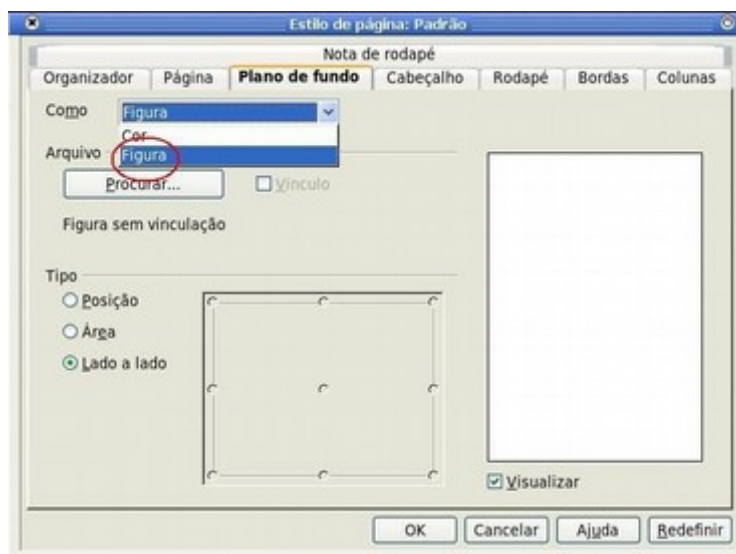 Estilo de página: Padrão
Nota de rodapé
Organizador Página Plano de fundo Cabeçalho Rodapé Bordas Colunas
Como Figura
Cor
Figura
Arquivo
Procurar... Vínculo
Figura sem vinculação
Tipo
Posição
Área
Lado a lado
Visualizar
OK Cancelar Ajuda Redefinir